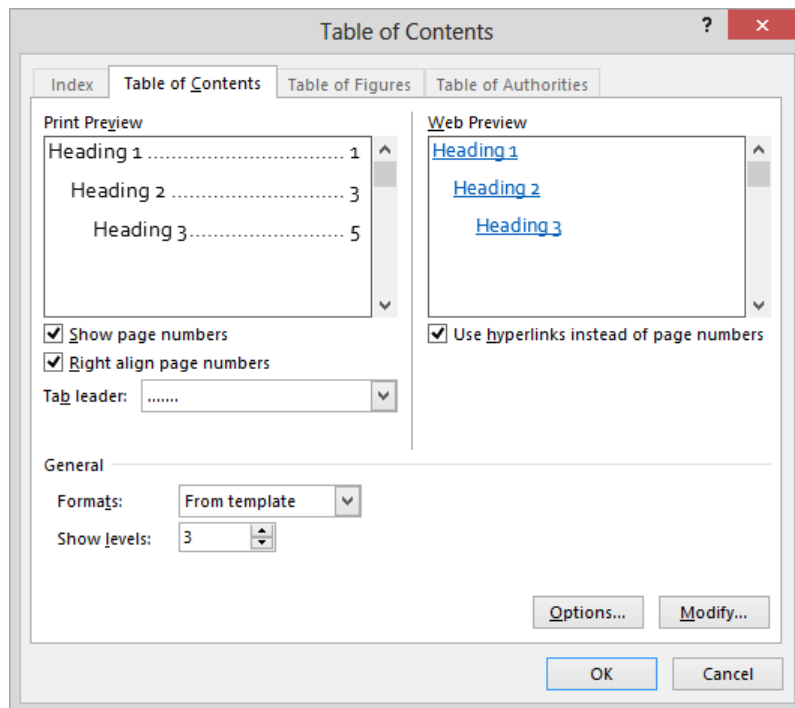 Table of Contents
?
Index
Table of Contents
Table of Figures
Table of Authorities
Print Preview
Heading 1 ................................... 1
Heading 2 ............................... 3
Heading 3............................ 5
Show page numbers
Right align page numbers
Tab leader: .......
Web Preview
Heading 1
Heading 2
Heading 3
Use hyperlinks instead of page numbers
General
Formats: From template
Show levels: 3
Options... Modify...
OK Cancel